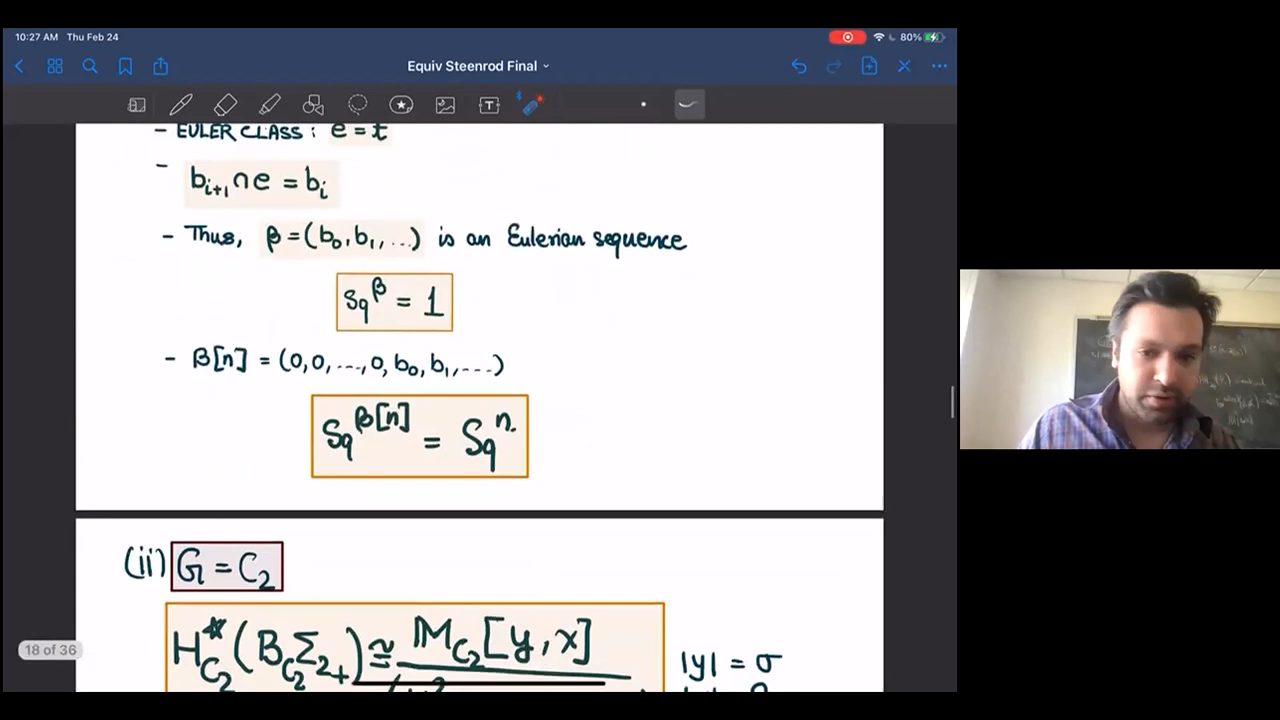 10:27 AM Thu Feb 24
80%
Equiv Steenrod Final
- EULER CLASS : e = t
- b_{i+1} ∩ e = b_i
- Thus, β = (b_0, b_1, ...) is an Eulerian sequence
Sq^β = 1
- β[n] = (0, 0, ..., 0, b_0, b_1, ...)
Sq^{β[n]} = Sq^n.
(ii) G = C_2
H^★_{C_2}(B_{C_2}Σ_{2+}) ≅ M_{C_2}[y, x]
|y| = σ
18 of 36